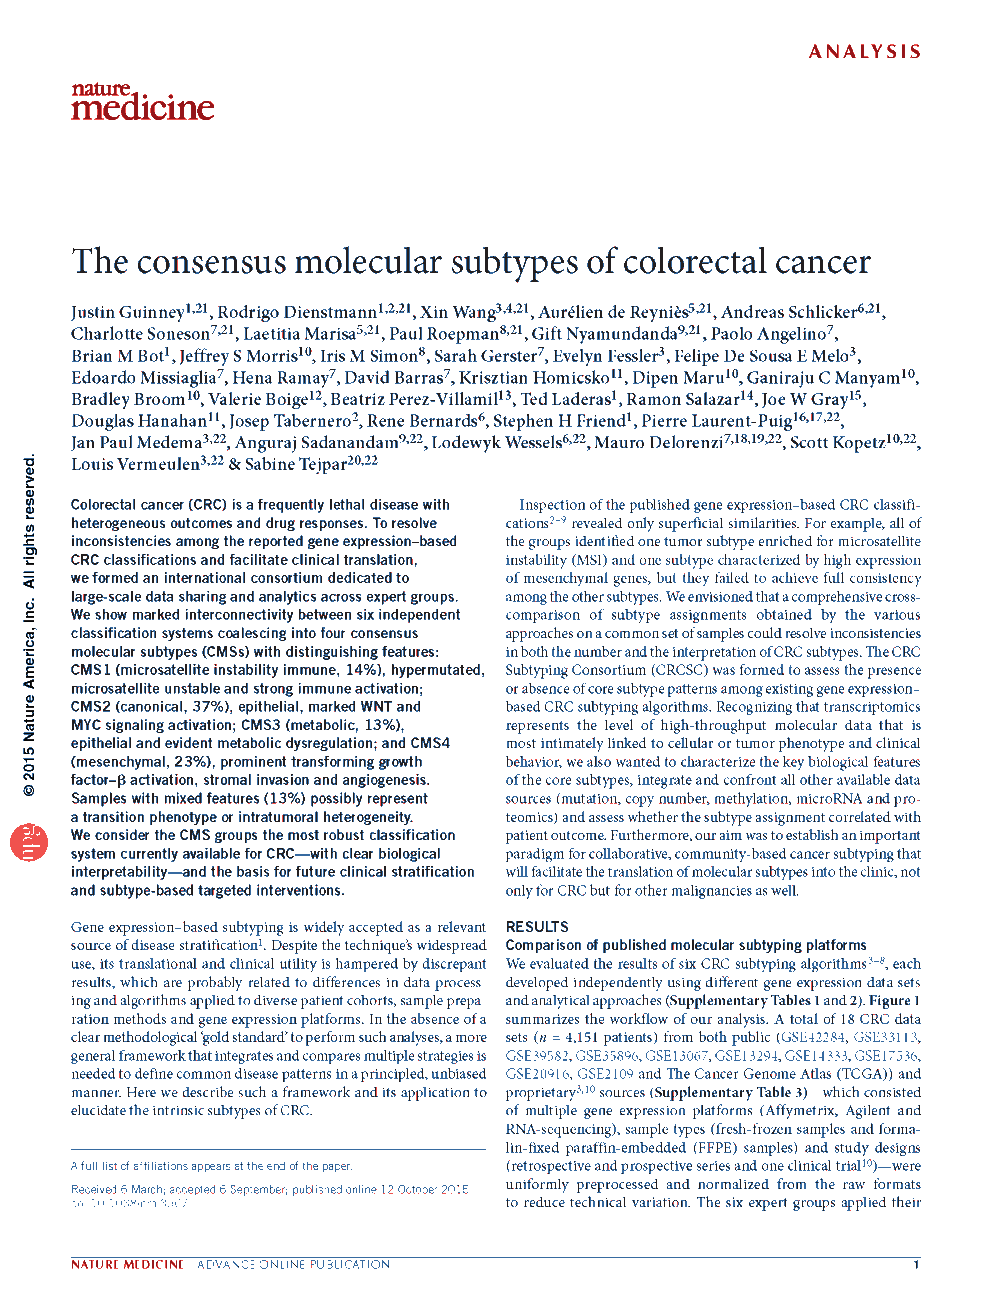 ANALYSIS
nature
medicine
The consensus molecular subtypes of colorectal cancer
Justin Guinney1,21, Rodrigo Dienstmann1,2,21, Xin Wang3,4,21, Aurélien de Reyniès5,21, Andreas Schlicker6,21,
Charlotte Soneson7,21, Laetitia Marisa5,21, Paul Roepman8,21, Gift Nyamundanda9,21, Paolo Angelino7,
Brian M Bot1, Jeffrey S Morris10, Iris M Simon8, Sarah Gerster7, Evelyn Fessler3, Felipe De Sousa E Melo3,
Edoardo Missiaglia7, Hena Ramay7, David Barras7, Krisztian Homicsko11, Dipen Maru10, Ganiraju C Manyam10,
Bradley Broom10, Valerie Boige12, Beatriz Perez-Villamil13, Ted Laderas1, Ramon Salazar14, Joe W Gray15,
Douglas Hanahan11, Josep Tabernero2, Rene Bernards6, Stephen H Friend1, Pierre Laurent-Puig16,17,22,
Jan Paul Medema3,22, Anguraj Sadanandam9,22, Lodewyk Wessels6,22, Mauro Delorenzi7,18,19,22, Scott Kopetz10,22,
Louis Vermeulen3,22 & Sabine Tejpar20,22
Colorectal cancer (CRC) is a frequently lethal disease with
heterogeneous outcomes and drug responses. To resolve
inconsistencies among the reported gene expression–based
CRC classifications and facilitate clinical translation,
we formed an international consortium dedicated to
large-scale data sharing and analytics across expert groups.
We show marked interconnectivity between six independent
classification systems coalescing into four consensus
molecular subtypes (CMSs) with distinguishing features:
CMS1 (microsatellite instability immune, 14%), hypermutated,
microsatellite unstable and strong immune activation;
CMS2 (canonical, 37%), epithelial, marked WNT and
MYC signaling activation; CMS3 (metabolic, 13%),
epithelial and evident metabolic dysregulation; and CMS4
(mesenchymal, 23%), prominent transforming growth
factor–β activation, stromal invasion and angiogenesis.
Samples with mixed features (13%) possibly represent
a transition phenotype or intratumoral heterogeneity.
We consider the CMS groups the most robust classification
system currently available for CRC—with clear biological
interpretability—and the basis for future clinical stratification
and subtype-based targeted interventions.
Gene expression–based subtyping is widely accepted as a relevant
source of disease stratification1. Despite the technique's widespread
use, its translational and clinical utility is hampered by discrepant
results, which are probably related to differences in data process
ing and algorithms applied to diverse patient cohorts, sample prepa
ration methods and gene expression platforms. In the absence of a
clear methodological 'gold standard' to perform such analyses, a more
general framework that integrates and compares multiple strategies is
needed to define common disease patterns in a principled, unbiased
manner. Here we describe such a framework and its application to
elucidate the intrinsic subtypes of CRC.
A full list of affiliations appears at the end of the paper.
Received 6 March; accepted 6 September; published online 12 October 2015
Inspection of the published gene expression–based CRC classifi-
cations2–9 revealed only superficial similarities. For example, all of
the groups identified one tumor subtype enriched for microsatellite
instability (MSI) and one subtype characterized by high expression
of mesenchymal genes, but they failed to achieve full consistency
among the other subtypes. We envisioned that a comprehensive cross-
comparison of subtype assignments obtained by the various
approaches on a common set of samples could resolve inconsistencies
in both the number and the interpretation of CRC subtypes. The CRC
Subtyping Consortium (CRCSC) was formed to assess the presence
or absence of core subtype patterns among existing gene expression–
based CRC subtyping algorithms. Recognizing that transcriptomics
represents the level of high-throughput molecular data that is
most intimately linked to cellular or tumor phenotype and clinical
behavior, we also wanted to characterize the key biological features
of the core subtypes, integrate and confront all other available data
sources (mutation, copy number, methylation, microRNA and pro-
teomics) and assess whether the subtype assignment correlated with
patient outcome. Furthermore, our aim was to establish an important
paradigm for collaborative, community-based cancer subtyping that
will facilitate the translation of molecular subtypes into the clinic, not
only for CRC but for other malignancies as well.
RESULTS
Comparison of published molecular subtyping platforms
We evaluated the results of six CRC subtyping algorithms3–8, each
developed independently using different gene expression data sets
and analytical approaches (Supplementary Tables 1 and 2). Figure 1
summarizes the workflow of our analysis. A total of 18 CRC data
sets (n = 4,151 patients) from both public (GSE42284, GSE33113,
GSE39582, GSE35896, GSE13067, GSE13294, GSE14333, GSE17536,
GSE20916, GSE2109 and The Cancer Genome Atlas (TCGA)) and
proprietary3,10 sources (Supplementary Table 3) which consisted
of multiple gene expression platforms (Affymetrix, Agilent and
RNA-sequencing), sample types (fresh-frozen samples and forma-
lin-fixed paraffin-embedded (FFPE) samples) and study designs
(retrospective and prospective series and one clinical trial10)—were
uniformly preprocessed and normalized from the raw formats
to reduce technical variation. The six expert groups applied their
© 2015 Nature America, Inc. All rights reserved.
NATURE MEDICINE ADVANCE ONLINE PUBLICATION
1